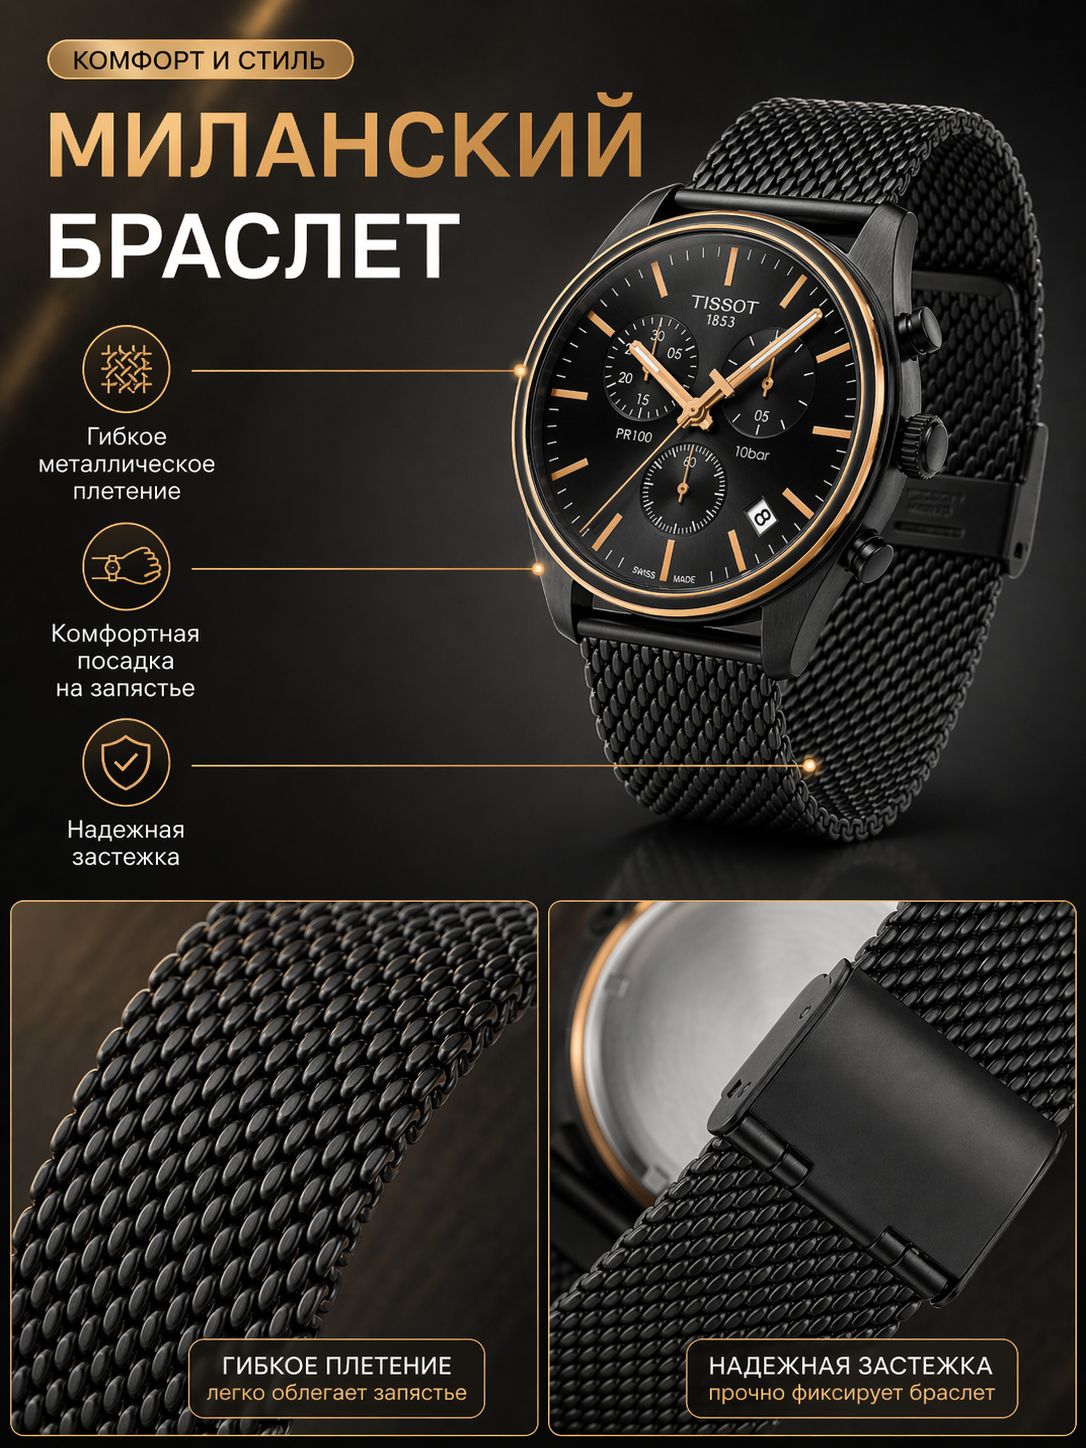 КОМФОРТ И СТИЛЬ
МИЛАНСКИЙ
БРАСЛЕТ
Гибкое
металлическое
плетение
Комфортная
посадка
на запястье
Надежная
застежка
TISSOT
1853
30
05
20
15
05
PR100
10bar
60
8
SWISS MADE
ГИБКОЕ ПЛЕТЕНИЕ
легко облегает запястье
НАДЕЖНАЯ ЗАСТЕЖКА
прочно фиксирует браслет